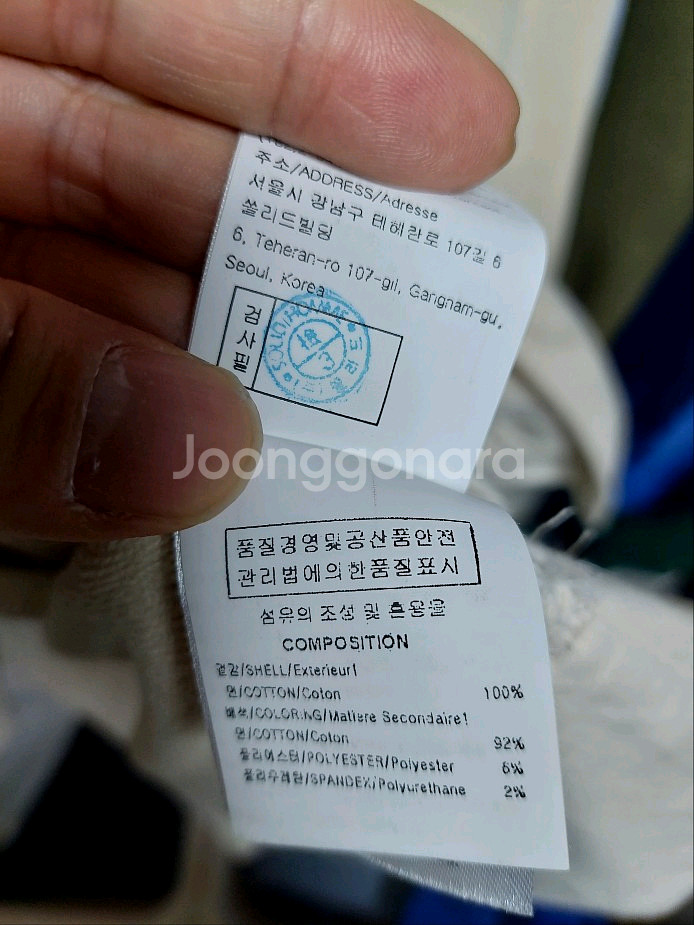 주소/ADDRESS/Adresse
서울시 강남구 테헤란로 107길 6
쏠리드빌딩
6, Teheran-ro 107-gil, Gangnam-gu,
Seoul, Korea
검사필
SOLID HOMME
檢
Joonggonara
품질경영및공산품안전
관리법에의한품질표시
섬유의 조성 및 혼용율
COMPOSITION
겉감/SHELL/Exterieur1
면/COTTON/Coton 100%
배색/COLORING/Matiere Secondaire1
면/COTTON/Coton 92%
폴리에스터/POLYESTER/Polyester 6%
폴리우레탄/SPANDEX/Polyurethane 2%